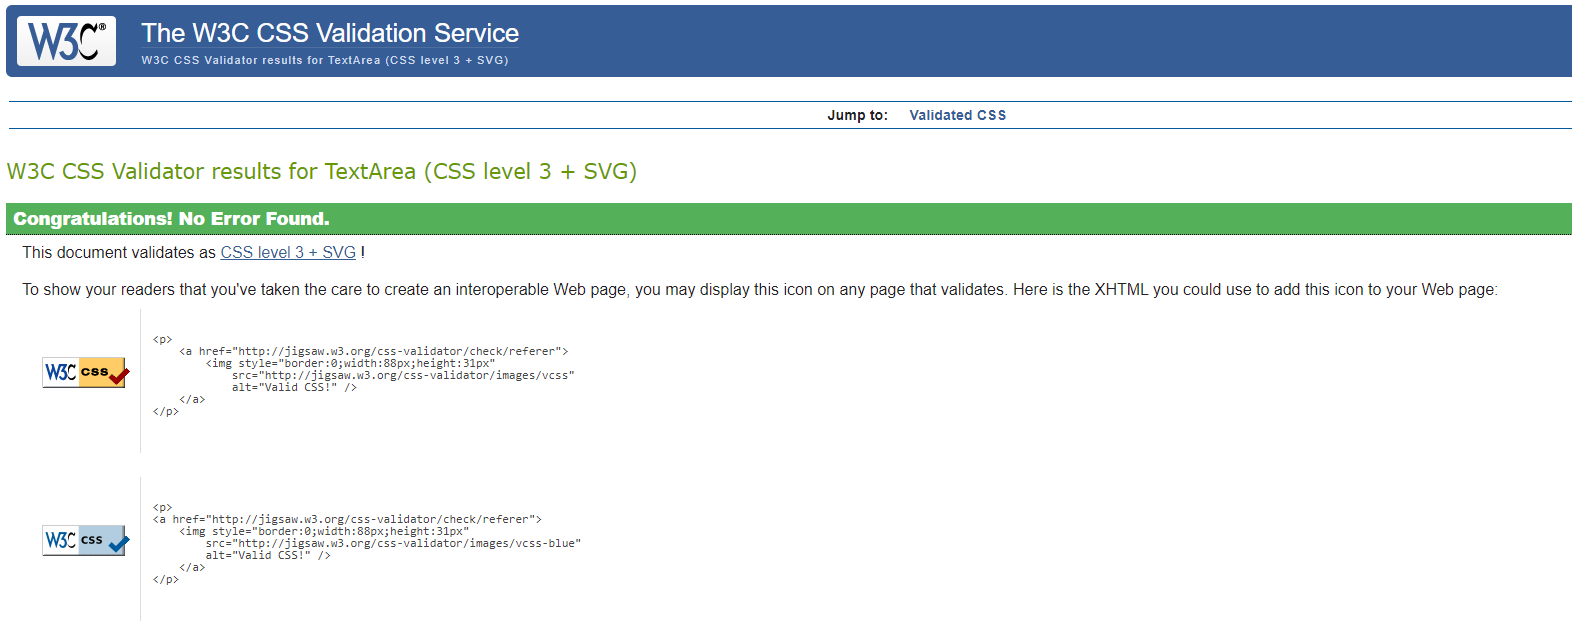 W3C®
The W3C CSS Validation Service
W3C CSS Validator results for TextArea (CSS level 3 + SVG)
Jump to: Validated CSS
W3C CSS Validator results for TextArea (CSS level 3 + SVG)
Congratulations! No Error Found.
This document validates as CSS level 3 + SVG !
To show your readers that you've taken the care to create an interoperable Web page, you may display this icon on any page that validates. Here is the XHTML you could use to add this icon to your Web page:
W3C css
<p>
    <a href="http://jigsaw.w3.org/css-validator/check/referer">
        <img style="border:0;width:88px;height:31px"
            src="http://jigsaw.w3.org/css-validator/images/vcss"
            alt="Valid CSS!" />
    </a>
</p>
W3C css
<p>
<a href="http://jigsaw.w3.org/css-validator/check/referer">
    <img style="border:0;width:88px;height:31px"
        src="http://jigsaw.w3.org/css-validator/images/vcss-blue"
        alt="Valid CSS!" />
    </a>
</p>